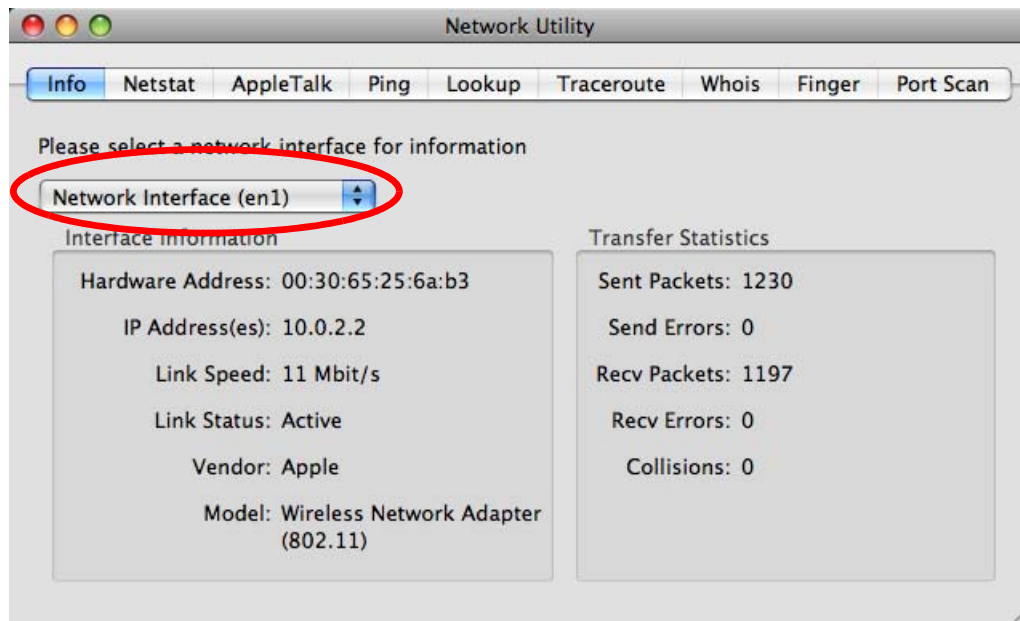 Network Utility
Info Netstat AppleTalk Ping Lookup Traceroute Whois Finger Port Scan
Please select a network interface for information
Network Interface (en1)
Interface Information
Hardware Address: 00:30:65:25:6a:b3
IP Address(es): 10.0.2.2
Link Speed: 11 Mbit/s
Link Status: Active
Vendor: Apple
Model: Wireless Network Adapter
(802.11)
Transfer Statistics
Sent Packets: 1230
Send Errors: 0
Recv Packets: 1197
Recv Errors: 0
Collisions: 0